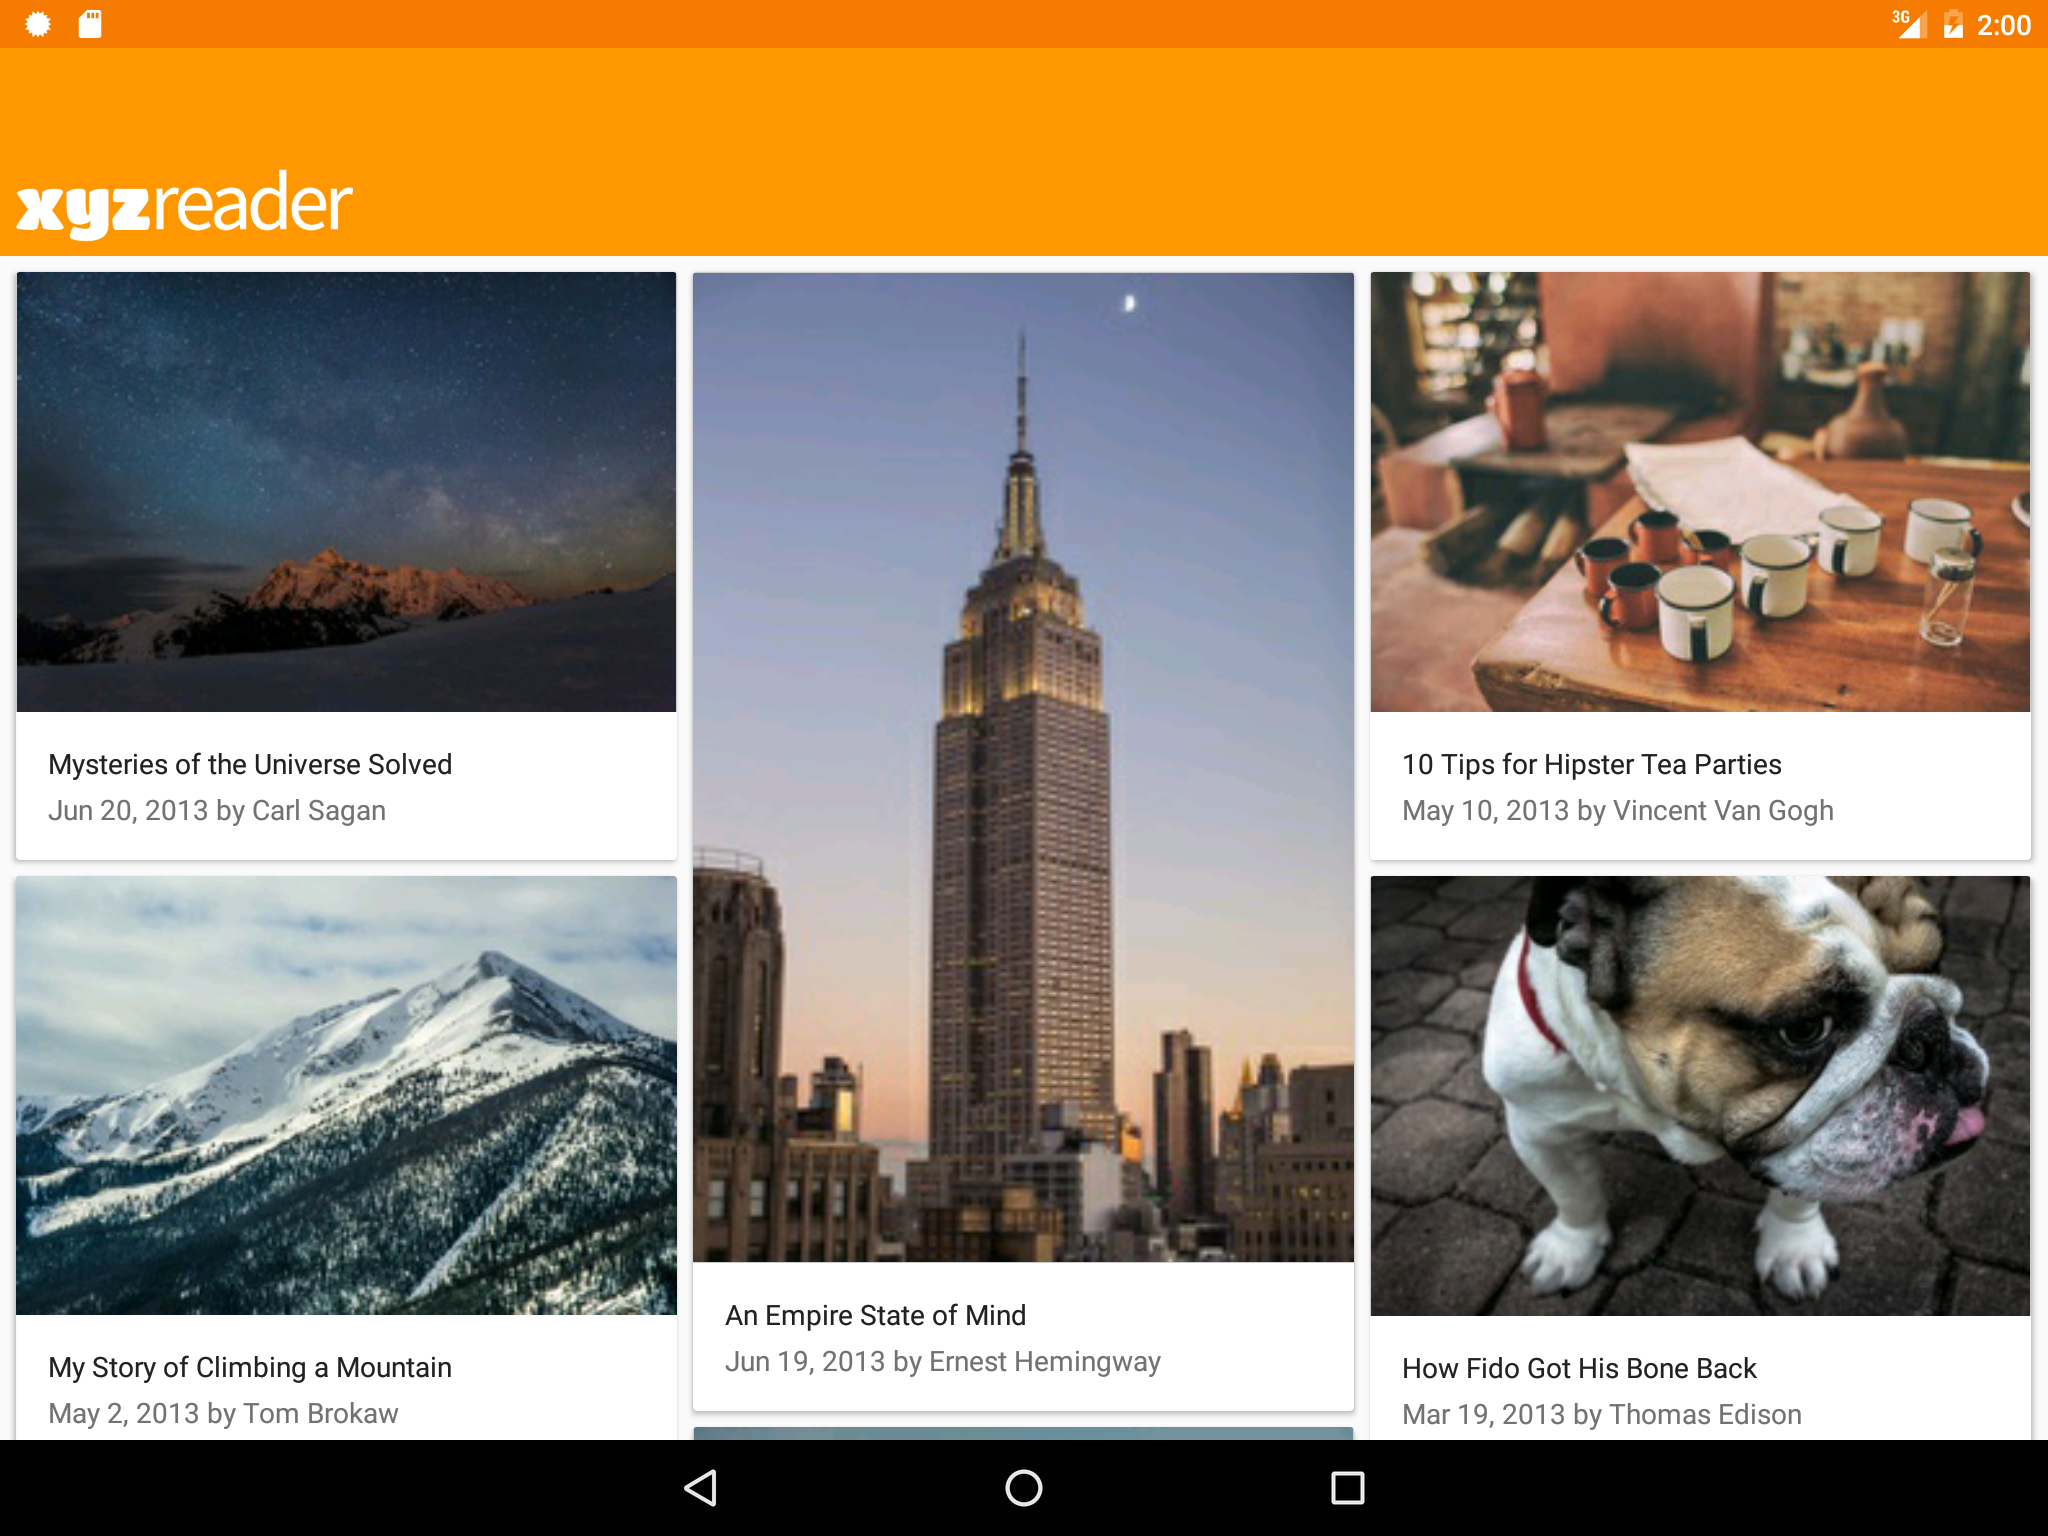 3G 2:00
xyzreader
Mysteries of the Universe Solved
Jun 20, 2013 by Carl Sagan
An Empire State of Mind
Jun 19, 2013 by Ernest Hemingway
10 Tips for Hipster Tea Parties
May 10, 2013 by Vincent Van Gogh
My Story of Climbing a Mountain
May 2, 2013 by Tom Brokaw
How Fido Got His Bone Back
Mar 19, 2013 by Thomas Edison